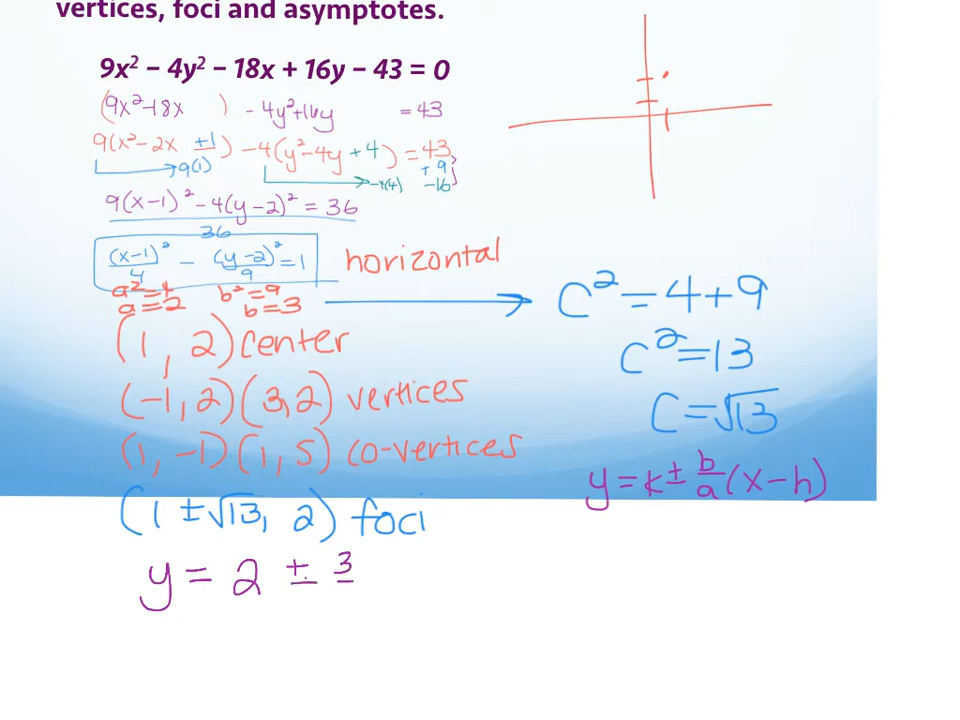 vertices, foci and asymptotes.
9x² − 4y² − 18x + 16y − 43 = 0
(9x²−18x ) − 4y²+16y = 43
9(x²−2x +1) −4(y²−4y +4) = 43
→9(1) →−4(4) +9 −16
9(x−1)² −4(y−2)² = 36
36
(x−1)²/4 − (y−2)²/9 = 1 horizontal
a²=4 b²=9
a=2 b=3 → C² = 4+9
(1, 2) center C² = 13
(−1, 2) (3, 2) vertices C = √13
(1, −1) (1, 5) co-vertices
y = k ± b/a (x−h)
(1 ±√13, 2) foci
y = 2 ± 3